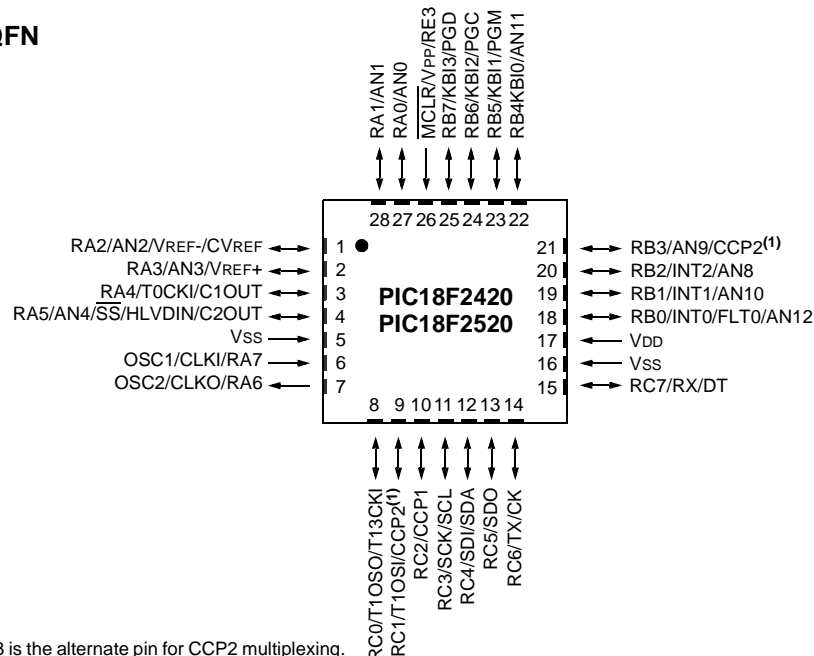 QFN
RA1/AN1
RA0/AN0
MCLR/VPP/RE3
RB7/KBI3/PGD
RB6/KBI2/PGC
RB5/KBI1/PGM
RB4KBI0/AN11
28 27 26 25 24 23 22
RA2/AN2/VREF-/CVREF 1
RA3/AN3/VREF+ 2
RA4/T0CKI/C1OUT 3
RA5/AN4/SS/HLVDIN/C2OUT 4
VSS 5
OSC1/CLKI/RA7 6
OSC2/CLKO/RA6 7
PIC18F2420
PIC18F2520
21 RB3/AN9/CCP2(1)
20 RB2/INT2/AN8
19 RB1/INT1/AN10
18 RB0/INT0/FLT0/AN12
17 VDD
16 VSS
15 RC7/RX/DT
8 9 10 11 12 13 14
RC0/T1OSO/T13CKI
RC1/T1OSI/CCP2(1)
RC2/CCP1
RC3/SCK/SCL
RC4/SDI/SDA
RC5/SDO
RC6/TX/CK
is the alternate pin for CCP2 multiplexing.